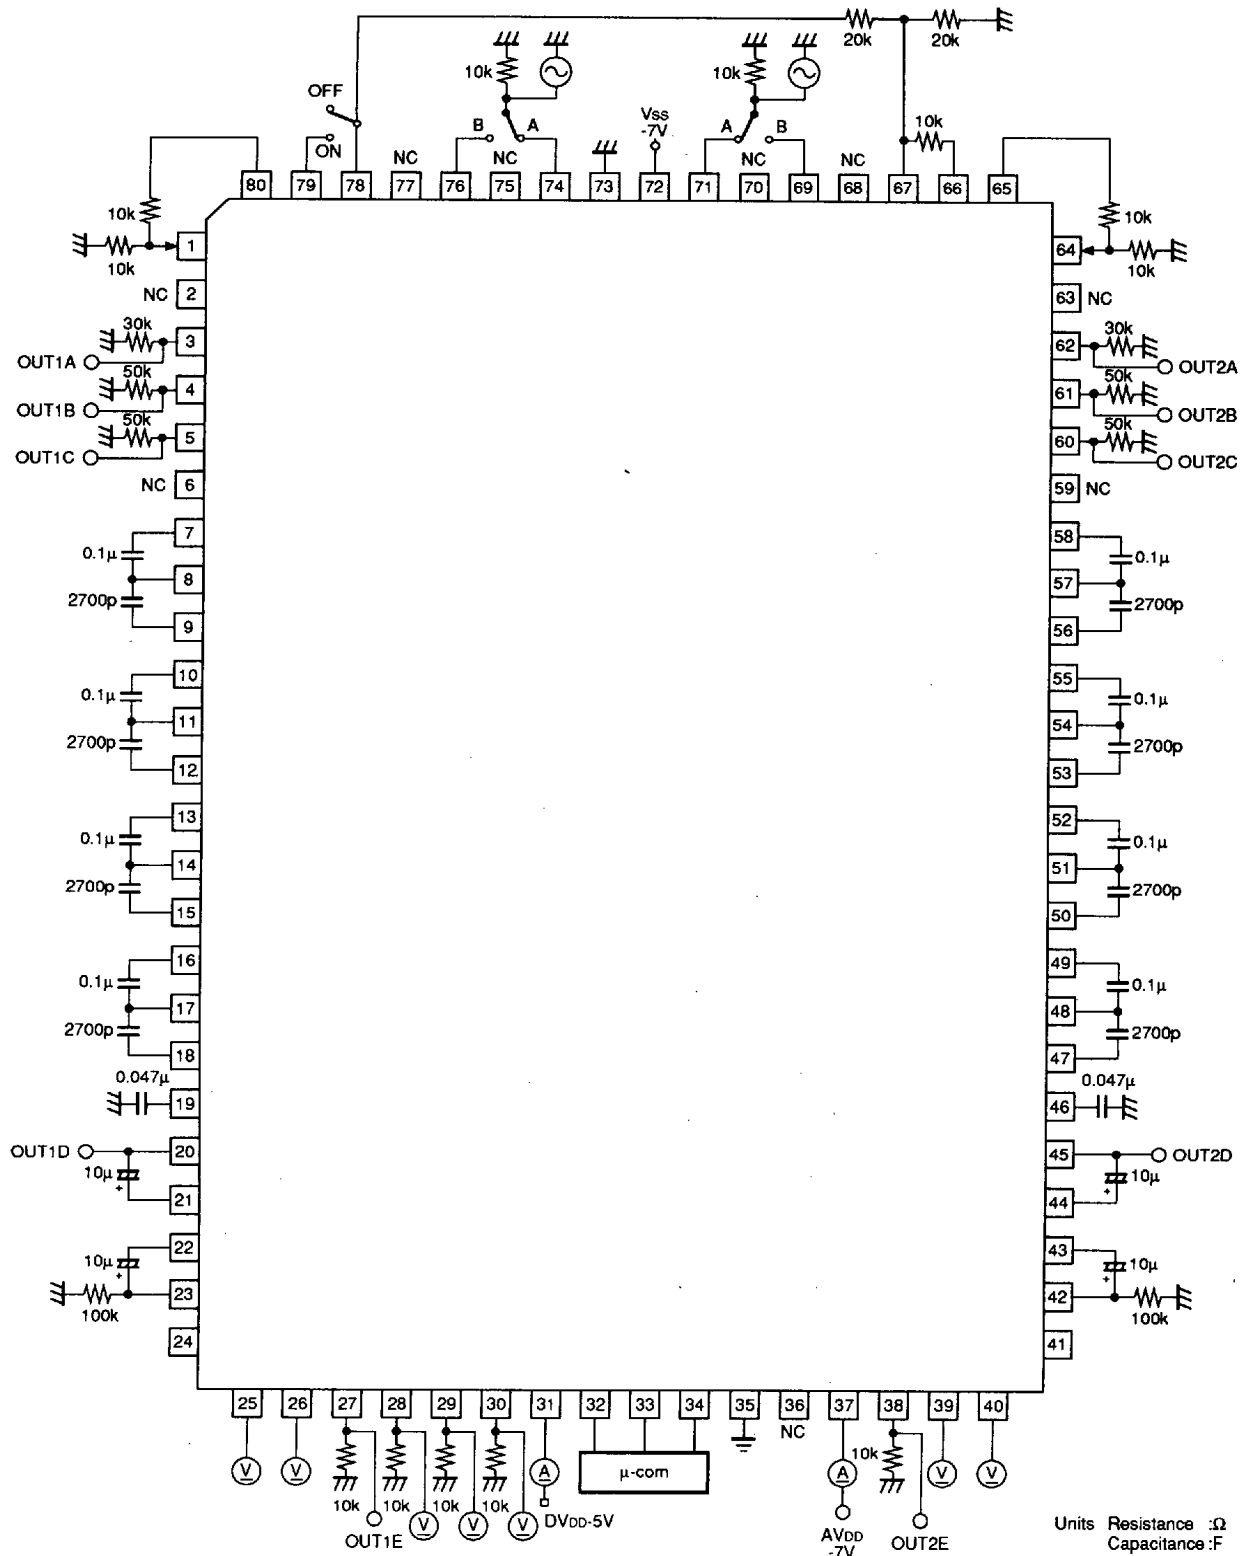 20k 20k
10k 10k
OFF
ON
B A
A B
Vss
-7V
10k
NC NC NC NC
80 79 78 77 76 75 74 73 72 71 70 69 68 67 66 65
10k
10k
1
NC 2
30k
3
OUT1A
50k
4
OUT1B
50k
5
OUT1C
NC 6
7
0.1μ
8
2700p
9
10
0.1μ
11
2700p
12
13
0.1μ
14
2700p
15
16
0.1μ
17
2700p
18
0.047μ
19
OUT1D
20
10μ
+
21
22
10μ
+
23
100k
24
10k
64
10k
63 NC
62 30k
OUT2A
61 50k
OUT2B
60 50k
OUT2C
59 NC
58
0.1μ
57
2700p
56
55
0.1μ
54
2700p
53
52
0.1μ
51
2700p
50
49
0.1μ
48
2700p
47
0.047μ
46
45 OUT2D
10μ
+
44
43
10μ
+
42
100k
41
25 26 27 28 29 30 31 32 33 34 35 36 37 38 39 40
NC
V V
10k 10k 10k 10k
OUT1E
V V V
A
DVDD-5V
μ-com
A
AVDD
-7V
10k
OUT2E
V V
Units Resistance :Ω
Capacitance :F